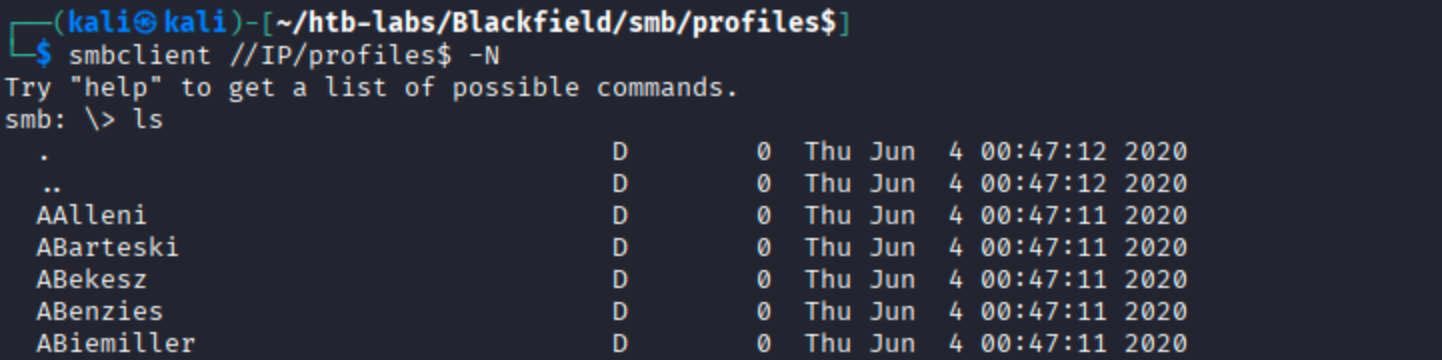 ┌──(kali㉿kali)-[~/htb-labs/Blackfield/smb/profiles$]
└─$ smbclient //IP/profiles$ -N
Try "help" to get a list of possible commands.
smb: \> ls
  .                                   D        0  Thu Jun  4 00:47:12 2020
  ..                                  D        0  Thu Jun  4 00:47:12 2020
  AAlleni                             D        0  Thu Jun  4 00:47:11 2020
  ABarteski                           D        0  Thu Jun  4 00:47:11 2020
  ABekesz                             D        0  Thu Jun  4 00:47:11 2020
  ABenzies                            D        0  Thu Jun  4 00:47:11 2020
  ABiemiller                          D        0  Thu Jun  4 00:47:11 2020